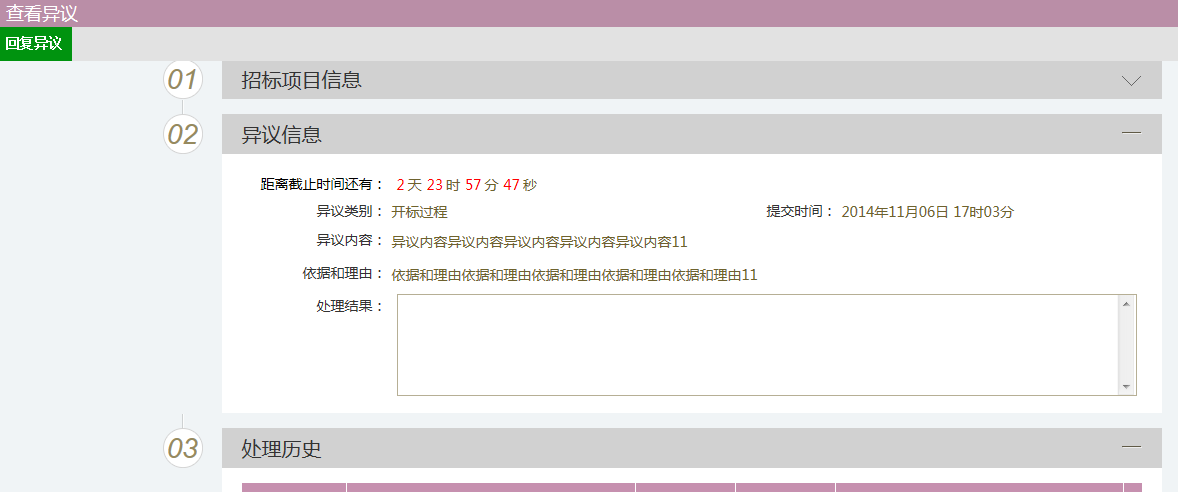 查看异议
回复异议
01 招标项目信息
02 异议信息
距离截止时间还有： 2 天 23 时 57 分 47 秒
异议类别： 开标过程 提交时间： 2014年11月06日 17时03分
异议内容： 异议内容异议内容异议内容异议内容异议内容11
依据和理由： 依据和理由依据和理由依据和理由依据和理由依据和理由11
处理结果：
03 处理历史